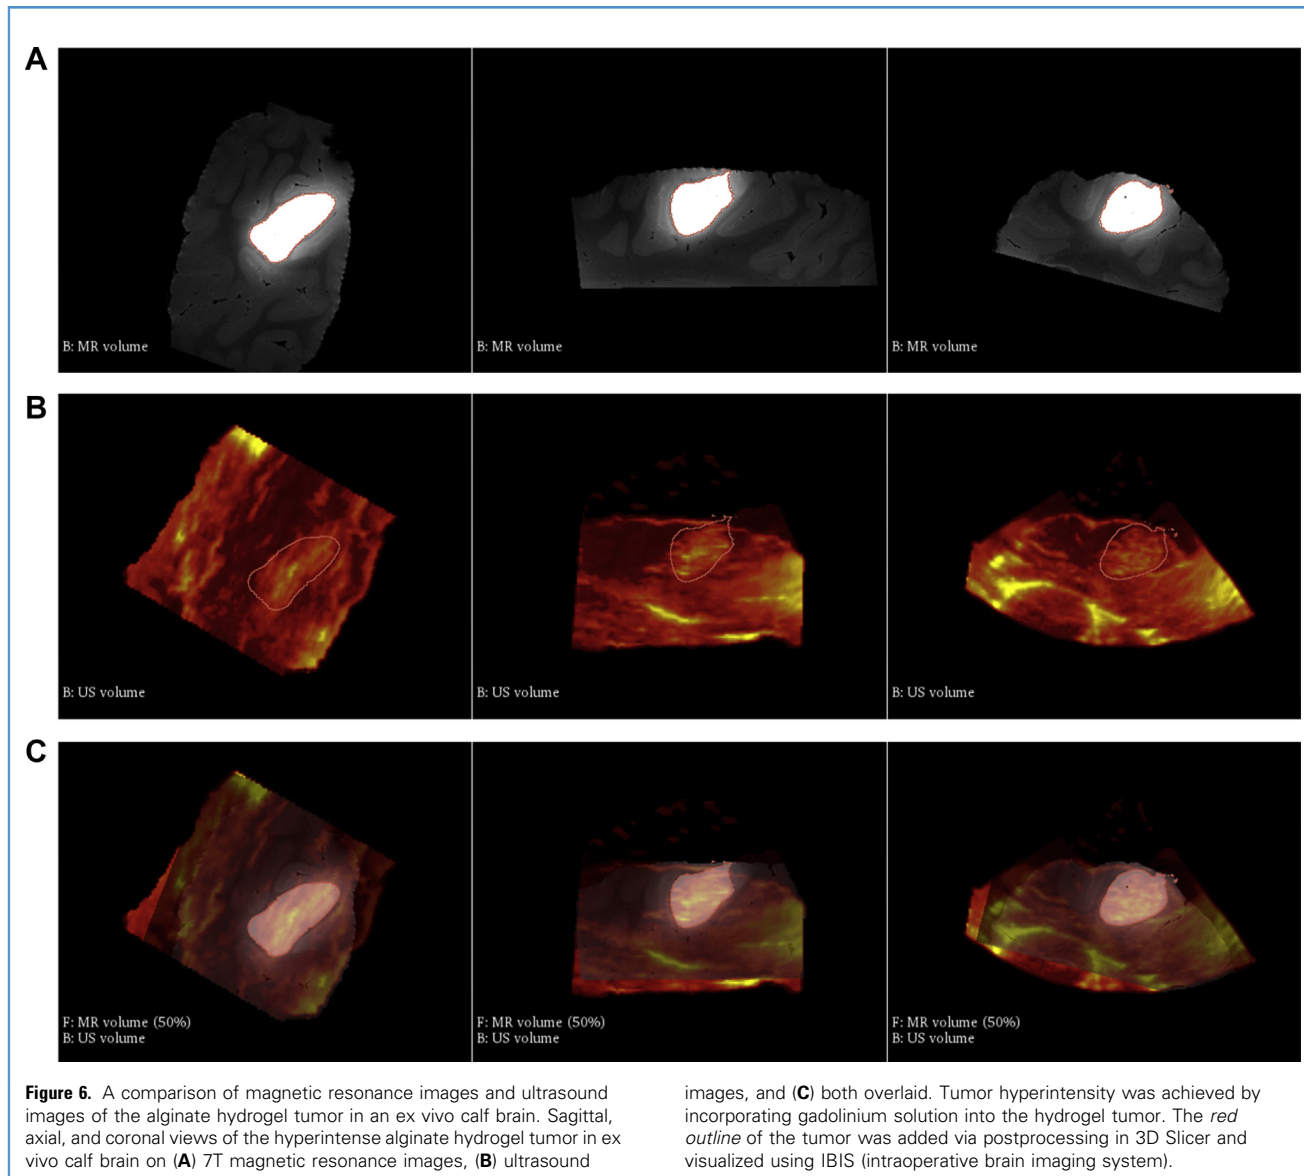 A
B: MR volume
B: MR volume
B: MR volume
B
B: US volume
B: US volume
B: US volume
C
F: MR volume (50%)
B: US volume
F: MR volume (50%)
B: US volume
F: MR volume (50%)
B: US volume
Figure 6. A comparison of magnetic resonance images and ultrasound
images of the alginate hydrogel tumor in an ex vivo calf brain. Sagittal,
axial, and coronal views of the hyperintense alginate hydrogel tumor in ex
vivo calf brain on (A) 7T magnetic resonance images, (B) ultrasound
images, and (C) both overlaid. Tumor hyperintensity was achieved by
incorporating gadolinium solution into the hydrogel tumor. The red
outline of the tumor was added via postprocessing in 3D Slicer and
visualized using IBIS (intraoperative brain imaging system).